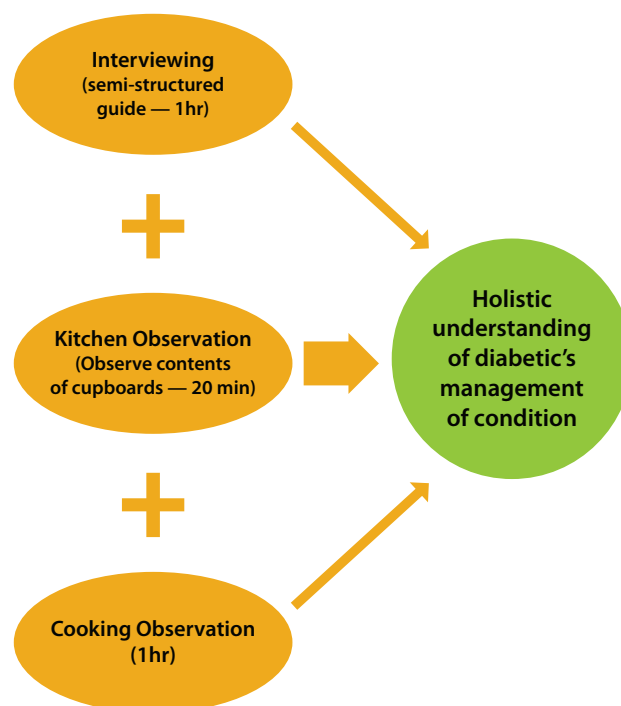 Interviewing
(semi-structured
guide — 1hr)
Kitchen Observation
(Observe contents
of cupboards — 20 min)
Cooking Observation
(1hr)
Holistic
understanding
of diabetic’s
management
of condition